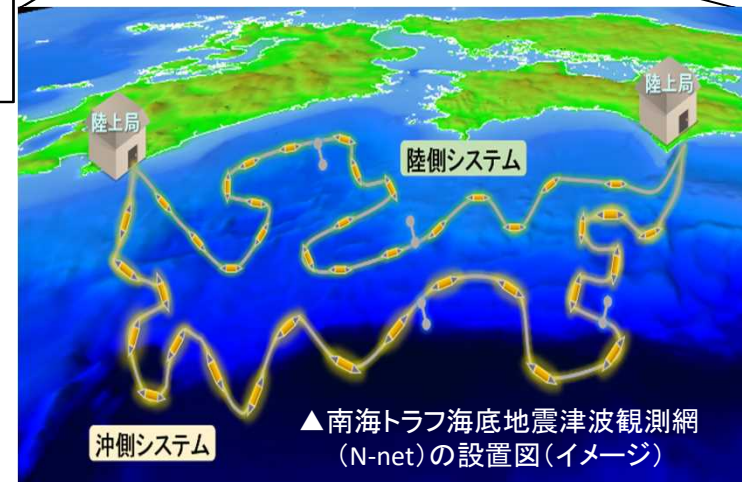 陸上局
陸上局
陸側システム
沖側システム
▲南海トラフ海底地震津波観測網
（N-net）の設置図（イメージ）